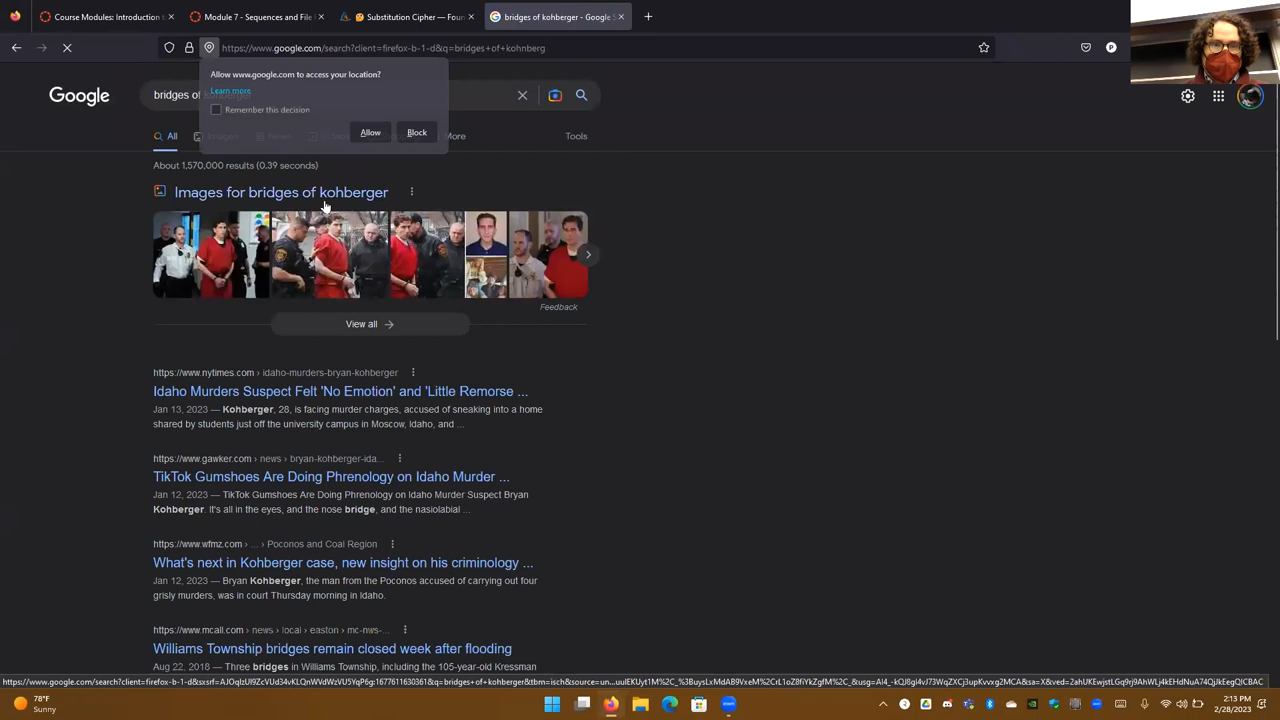 Course Modules: Introduction t
Module 7 - Sequences and File
Substitution Cipher — Foun
bridges of kohberger - Google S
https://www.google.com/search?client=firefox-b-1-d&q=bridges+of+kohnberg
Allow www.google.com to access your location?
Learn more
Google
bridges of kohberger
Remember this decision
Allow
Block
All
Images
News
More
Tools
About 1,570,000 results (0.39 seconds)
Images for bridges of kohberger
Feedback
View all
https://www.nytimes.com › idaho-murders-bryan-kohberger
Idaho Murders Suspect Felt 'No Emotion' and 'Little Remorse ...
Jan 13, 2023 — Kohberger, 28, is facing murder charges, accused of sneaking into a home
shared by students just off the university campus in Moscow, Idaho, and ...
https://www.gawker.com › news › bryan-kohberger-ida...
TikTok Gumshoes Are Doing Phrenology on Idaho Murder ...
Jan 12, 2023 — TikTok Gumshoes Are Doing Phrenology on Idaho Murder Suspect Bryan
Kohberger. It's all in the eyes, and the nose bridge, and the nasiolabial ...
https://www.wfmz.com › ... › Poconos and Coal Region
What's next in Kohberger case, new insight on his criminology ...
Jan 12, 2023 — Bryan Kohberger, the man from the Poconos accused of carrying out four
grisly murders, was in court Thursday morning in Idaho.
https://www.mcall.com › news › local › easton › mc-nws-...
Williams Township bridges remain closed week after flooding
Aug 22, 2018 — Three bridges in Williams Township, including the 105-year-old Kressman
78°F
Sunny
2:13 PM
2/28/2023